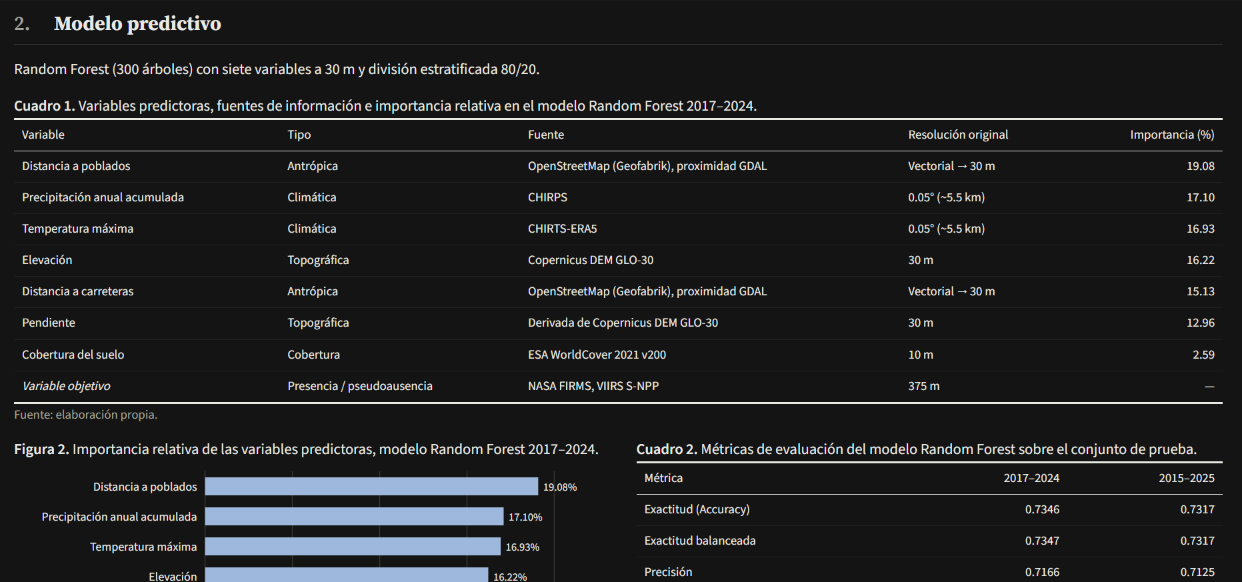 2. Modelo predictivo
Random Forest (300 árboles) con siete variables a 30 m y división estratificada 80/20.
Cuadro 1. Variables predictoras, fuentes de información e importancia relativa en el modelo Random Forest 2017–2024.
Variable Tipo Fuente Resolución original Importancia (%)
Distancia a poblados Antrópica OpenStreetMap (Geofabrik), proximidad GDAL Vectorial → 30 m 19.08
Precipitación anual acumulada Climática CHIRPS 0.05° (~5.5 km) 17.10
Temperatura máxima Climática CHIRTS-ERA5 0.05° (~5.5 km) 16.93
Elevación Topográfica Copernicus DEM GLO-30 30 m 16.22
Distancia a carreteras Antrópica OpenStreetMap (Geofabrik), proximidad GDAL Vectorial → 30 m 15.13
Pendiente Topográfica Derivada de Copernicus DEM GLO-30 30 m 12.96
Cobertura del suelo Cobertura ESA WorldCover 2021 v200 10 m 2.59
Variable objetivo Presencia / pseudoausencia NASA FIRMS, VIIRS S-NPP 375 m —
Fuente: elaboración propia.
Figura 2. Importancia relativa de las variables predictoras, modelo Random Forest 2017–2024.
Distancia a poblados 19.08%
Precipitación anual acumulada 17.10%
Temperatura máxima 16.93%
Elevación 16.22%
Cuadro 2. Métricas de evaluación del modelo Random Forest sobre el conjunto de prueba.
Métrica 2017–2024 2015–2025
Exactitud (Accuracy) 0.7346 0.7317
Exactitud balanceada 0.7347 0.7317
Precisión 0.7166 0.7125